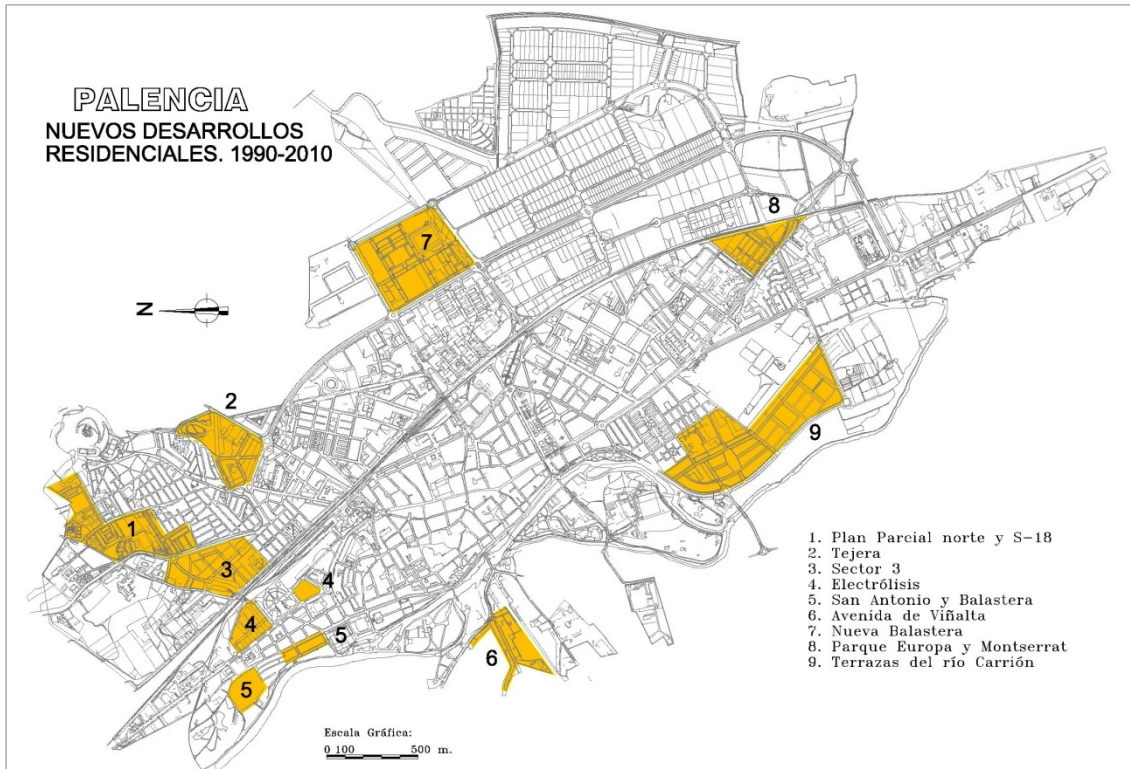 PALENCIA
NUEVOS DESARROLLOS
RESIDENCIALES. 1990-2010
8
7
N
2
1
3
4
4
5
5
6
9
1. Plan Parcial norte y S-18
2. Tejera
3. Sector 3
4. Electrólisis
5. San Antonio y Balastera
6. Avenida de Viñalta
7. Nueva Balastera
8. Parque Europa y Montserrat
9. Terrazas del río Carrión
Escala Gráfica:
0 100 500 m.